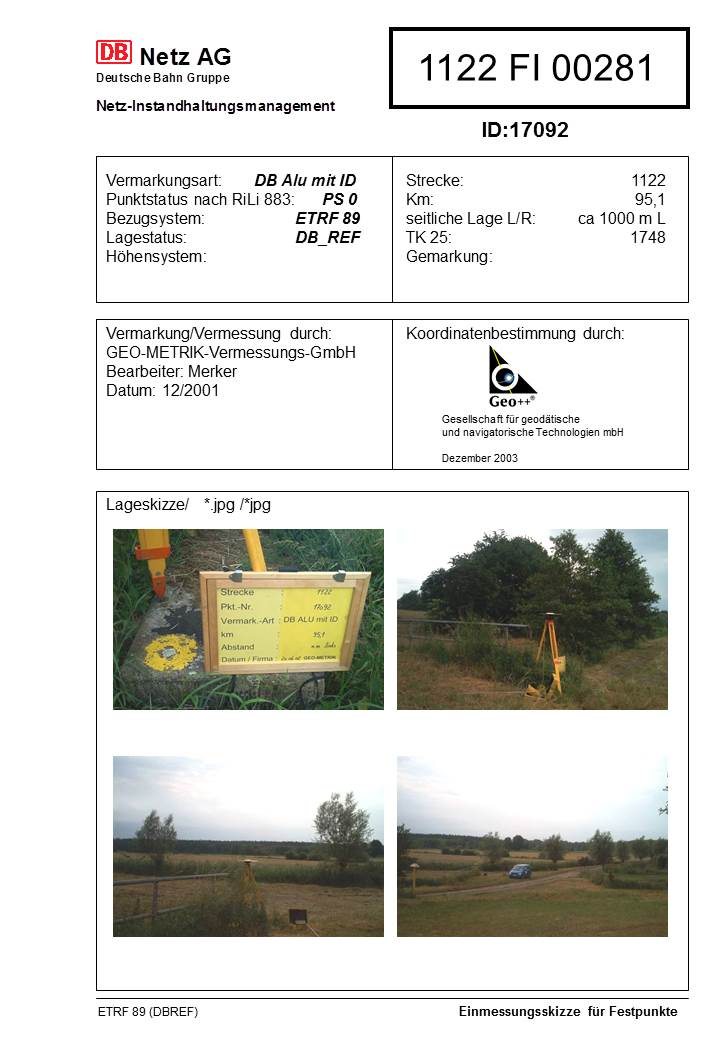 DB Netz AG
Deutsche Bahn Gruppe
Netz-Instandhaltungsmanagement
1122 FI 00281
ID:17092
Vermarkungsart: DB Alu mit ID
Punktstatus nach RiLi 883: PS 0
Bezugsystem: ETRF 89
Lagestatus: DB_REF
Höhensystem:
Strecke: 1122
Km: 95,1
seitliche Lage L/R: ca 1000 m L
TK 25: 1748
Gemarkung:
Vermarkung/Vermessung durch:
GEO-METRIK-Vermessungs-GmbH
Bearbeiter: Merker
Datum: 12/2001
Koordinatenbestimmung durch:
Geo++®
Gesellschaft für geodätische
und navigatorische Technologien mbH
Dezember 2003
Lageskizze/ *.jpg /*jpg
Strecke : 1122
Pkt.-Nr. : 17092
Vermark.-Art : DB ALU mit ID
km : 95,1
Abstand :
Datum / Firma : GEO-METRIK
ETRF 89 (DBREF)
Einmessungsskizze für Festpunkte